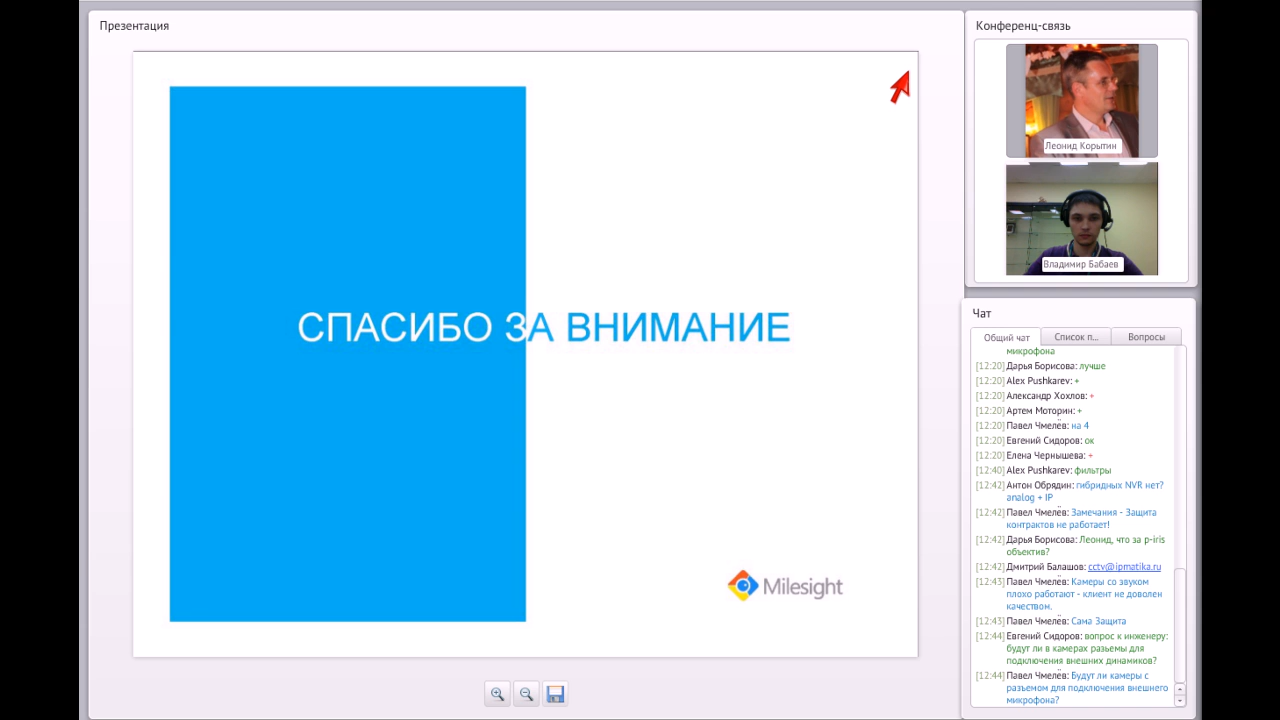 Презентация
СПАСИБО ЗА ВНИМАНИЕ
Milesight
Конференц-связь
Леонид Корытин
Владимир Бабаев
Чат
Общий чат
Список п...
Вопросы
микрофона
[12:20] Дарья Борисова: лучше
[12:20] Alex Pushkarev: +
[12:20] Александр Хохлов: +
[12:20] Артем Моторин: +
[12:20] Павел Чмелёв: на 4
[12:20] Евгений Сидоров: ок
[12:20] Елена Чернышева: +
[12:40] Alex Pushkarev: фильтры
[12:42] Антон Обрядин: гибридных NVR нет?
analog + IP
[12:42] Павел Чмелёв: Замечания - Защита
контрактов не работает!
[12:42] Дарья Борисова: Леонид, что за p-iris
объектив?
[12:42] Дмитрий Балашов: cctv@ipmatika.ru
[12:43] Павел Чмелёв: Камеры со звуком
плохо работают - клиент не доволен
качеством.
[12:43] Павел Чмелёв: Сама Защита
[12:44] Евгений Сидоров: вопрос к инженеру:
будут ли в камерах разьемы для
подключения внешних динамиков?
[12:44] Павел Чмелёв: Будут ли камеры с
разъемом для подключения внешнего
микрофона?